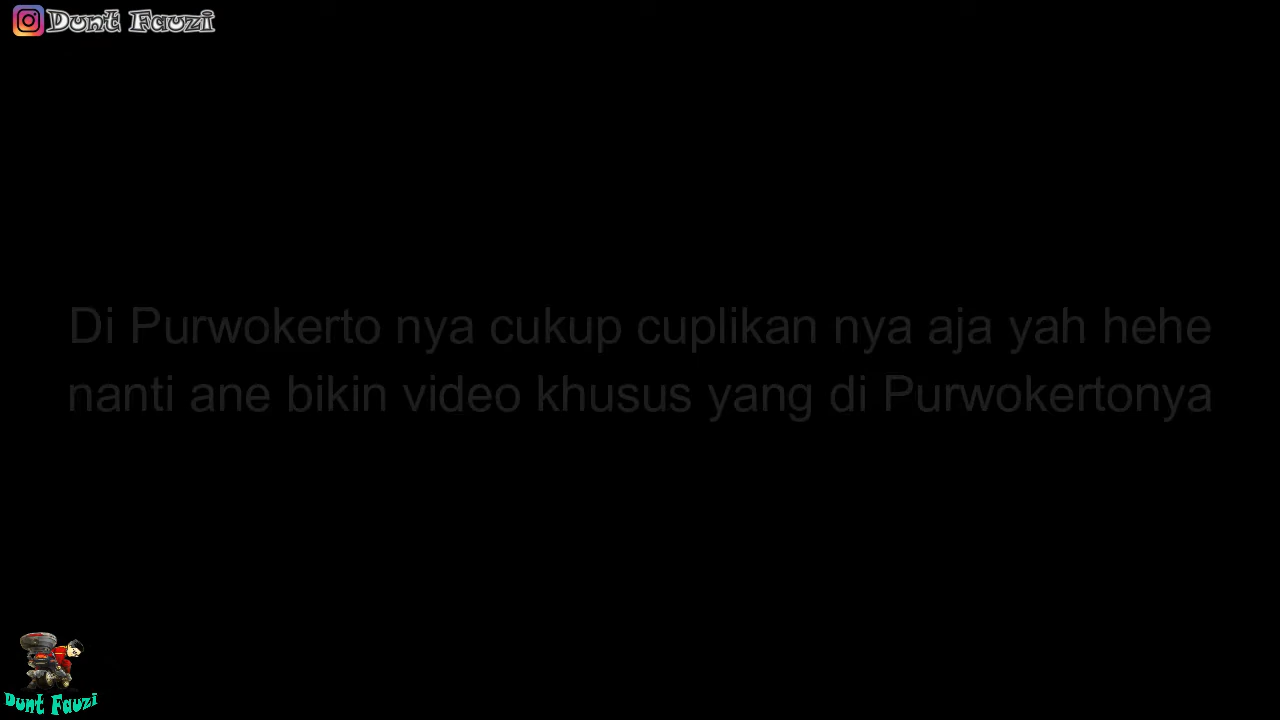 Dunt Fauzi
Di Purwokerto nya cukup cuplikan nya aja yah hehe
nanti ane bikin video khusus yang di Purwokertonya
Dunt Fauzi